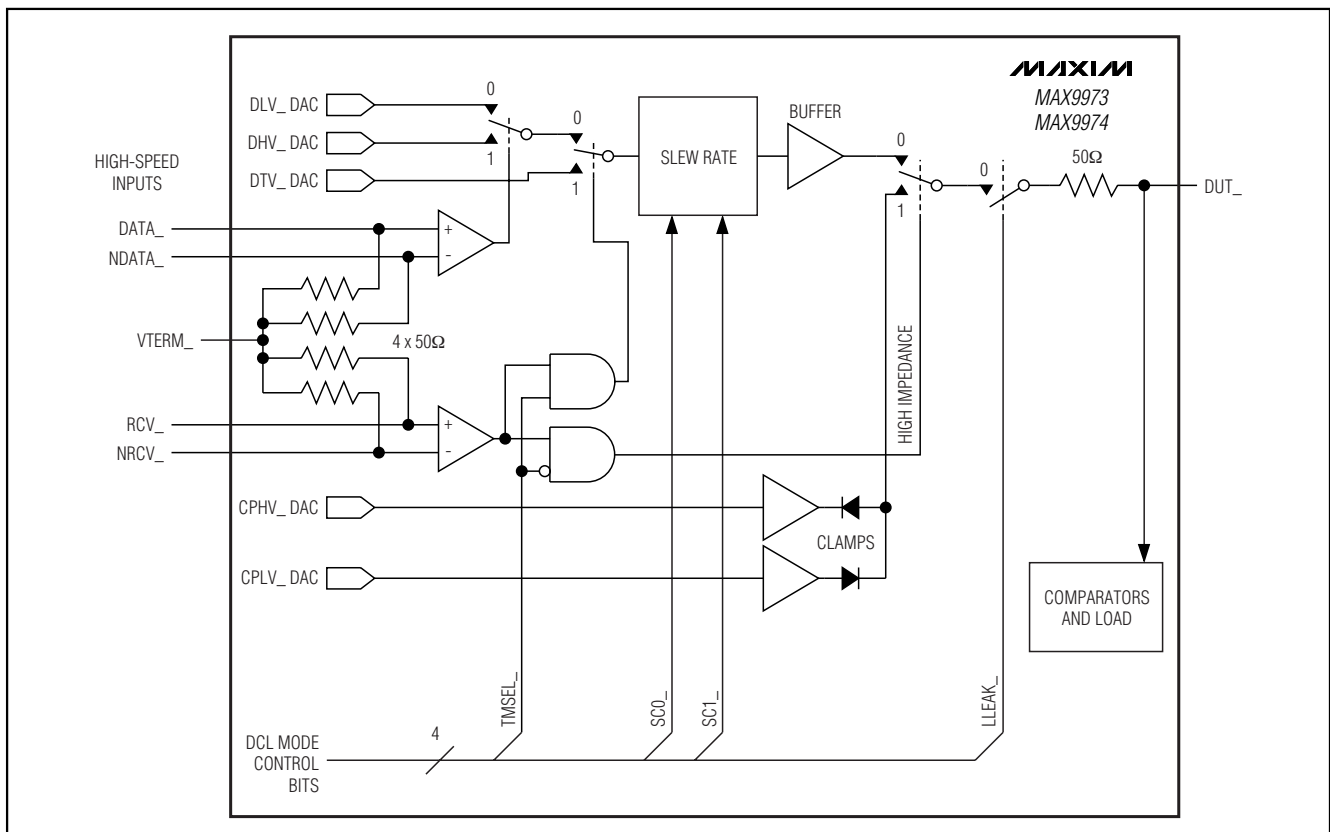 MAXIM
MAX9973
MAX9974
DLV_ DAC
DHV_ DAC
DTV_ DAC
0
1
0
1
SLEW RATE
BUFFER
0
1
0
50Ω
DUT_
HIGH-SPEED
INPUTS
DATA_
NDATA_
+
-
VTERM_
4 x 50Ω
RCV_
NRCV_
+
-
HIGH IMPEDANCE
CPHV_ DAC
CPLV_ DAC
CLAMPS
COMPARATORS
AND LOAD
TMSEL_
SC0_
SC1_
LLEAK_
DCL MODE
CONTROL
BITS
4